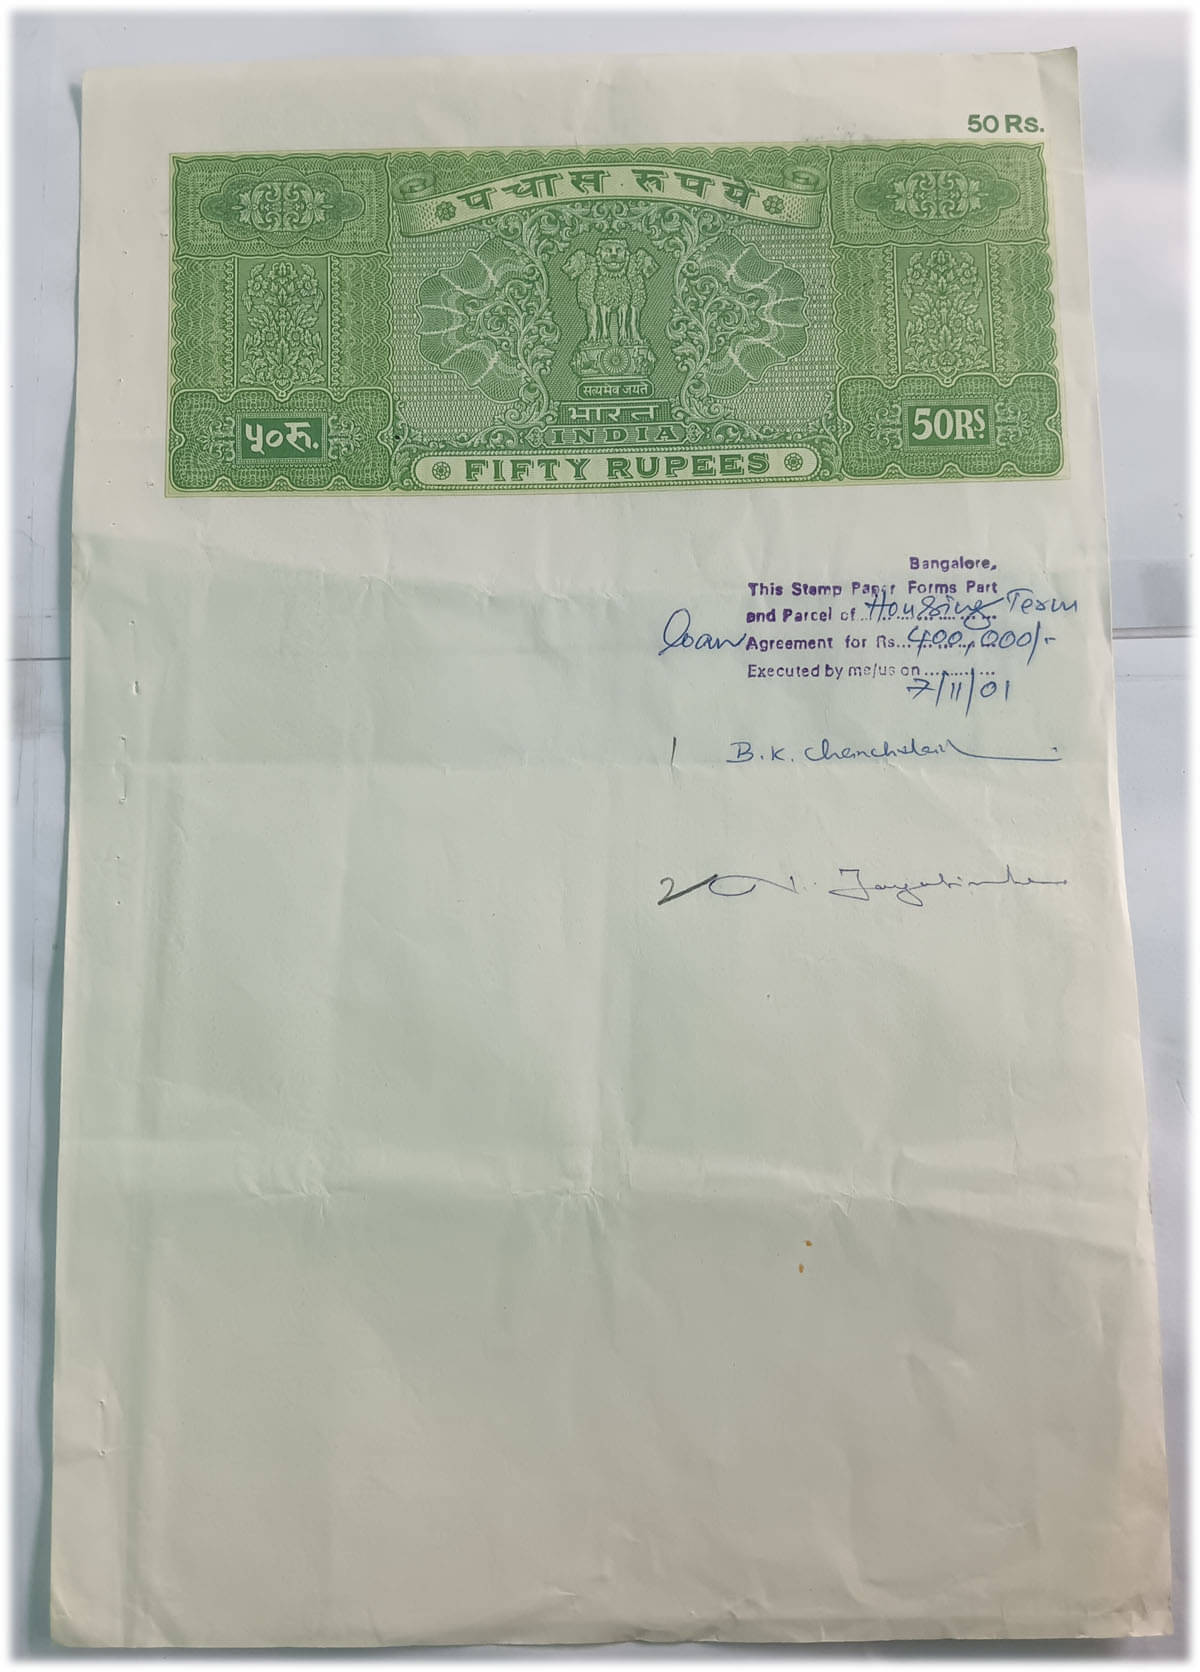 50 Rs.
पचास रुपये
सत्यमेव जयते
भारत
INDIA
५०रु.
50RS.
FIFTY RUPEES
Bangalore,
This Stamp Paper Forms Part
and Parcel of Housing Term
loan Agreement for Rs... 400,000/-
Executed by me/us on ............
7/11/01
1 B.K.
2